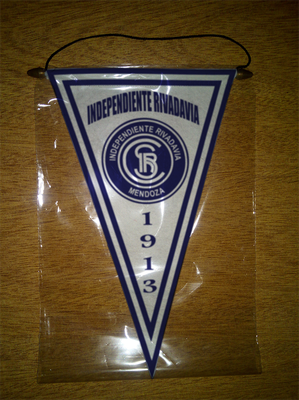 INDEPENDIENTE RIVADAVIA
INDEPENDIENTE RIVADAVIA
CSIR
MENDOZA
1913